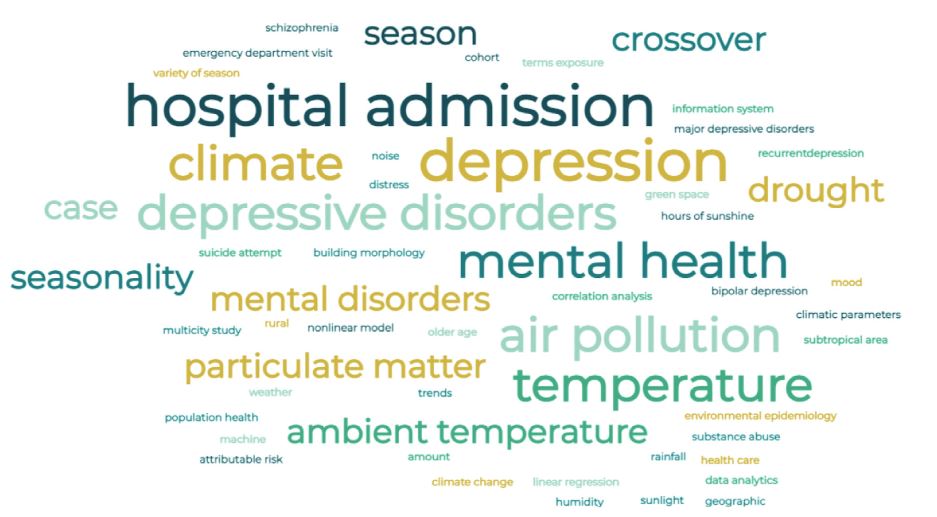 schizophrenia
season
crossover
emergency department visit
cohort
terms exposure
variety of season
hospital admission
information system
major depressive disorders
climate
noise
depression
recurrentdepression
distress
green space
drought
case
depressive disorders
hours of sunshine
suicide attempt
building morphology
mental health
seasonality
mental disorders
correlation analysis
bipolar depression
mood
multicity study
rural
nonlinear model
older age
air pollution
climatic parameters
subtropical area
particulate matter
temperature
weather
trends
population health
environmental epidemiology
machine
ambient temperature
substance abuse
attributable risk
amount
rainfall
health care
climate change
linear regression
data analytics
humidity
sunlight
geographic